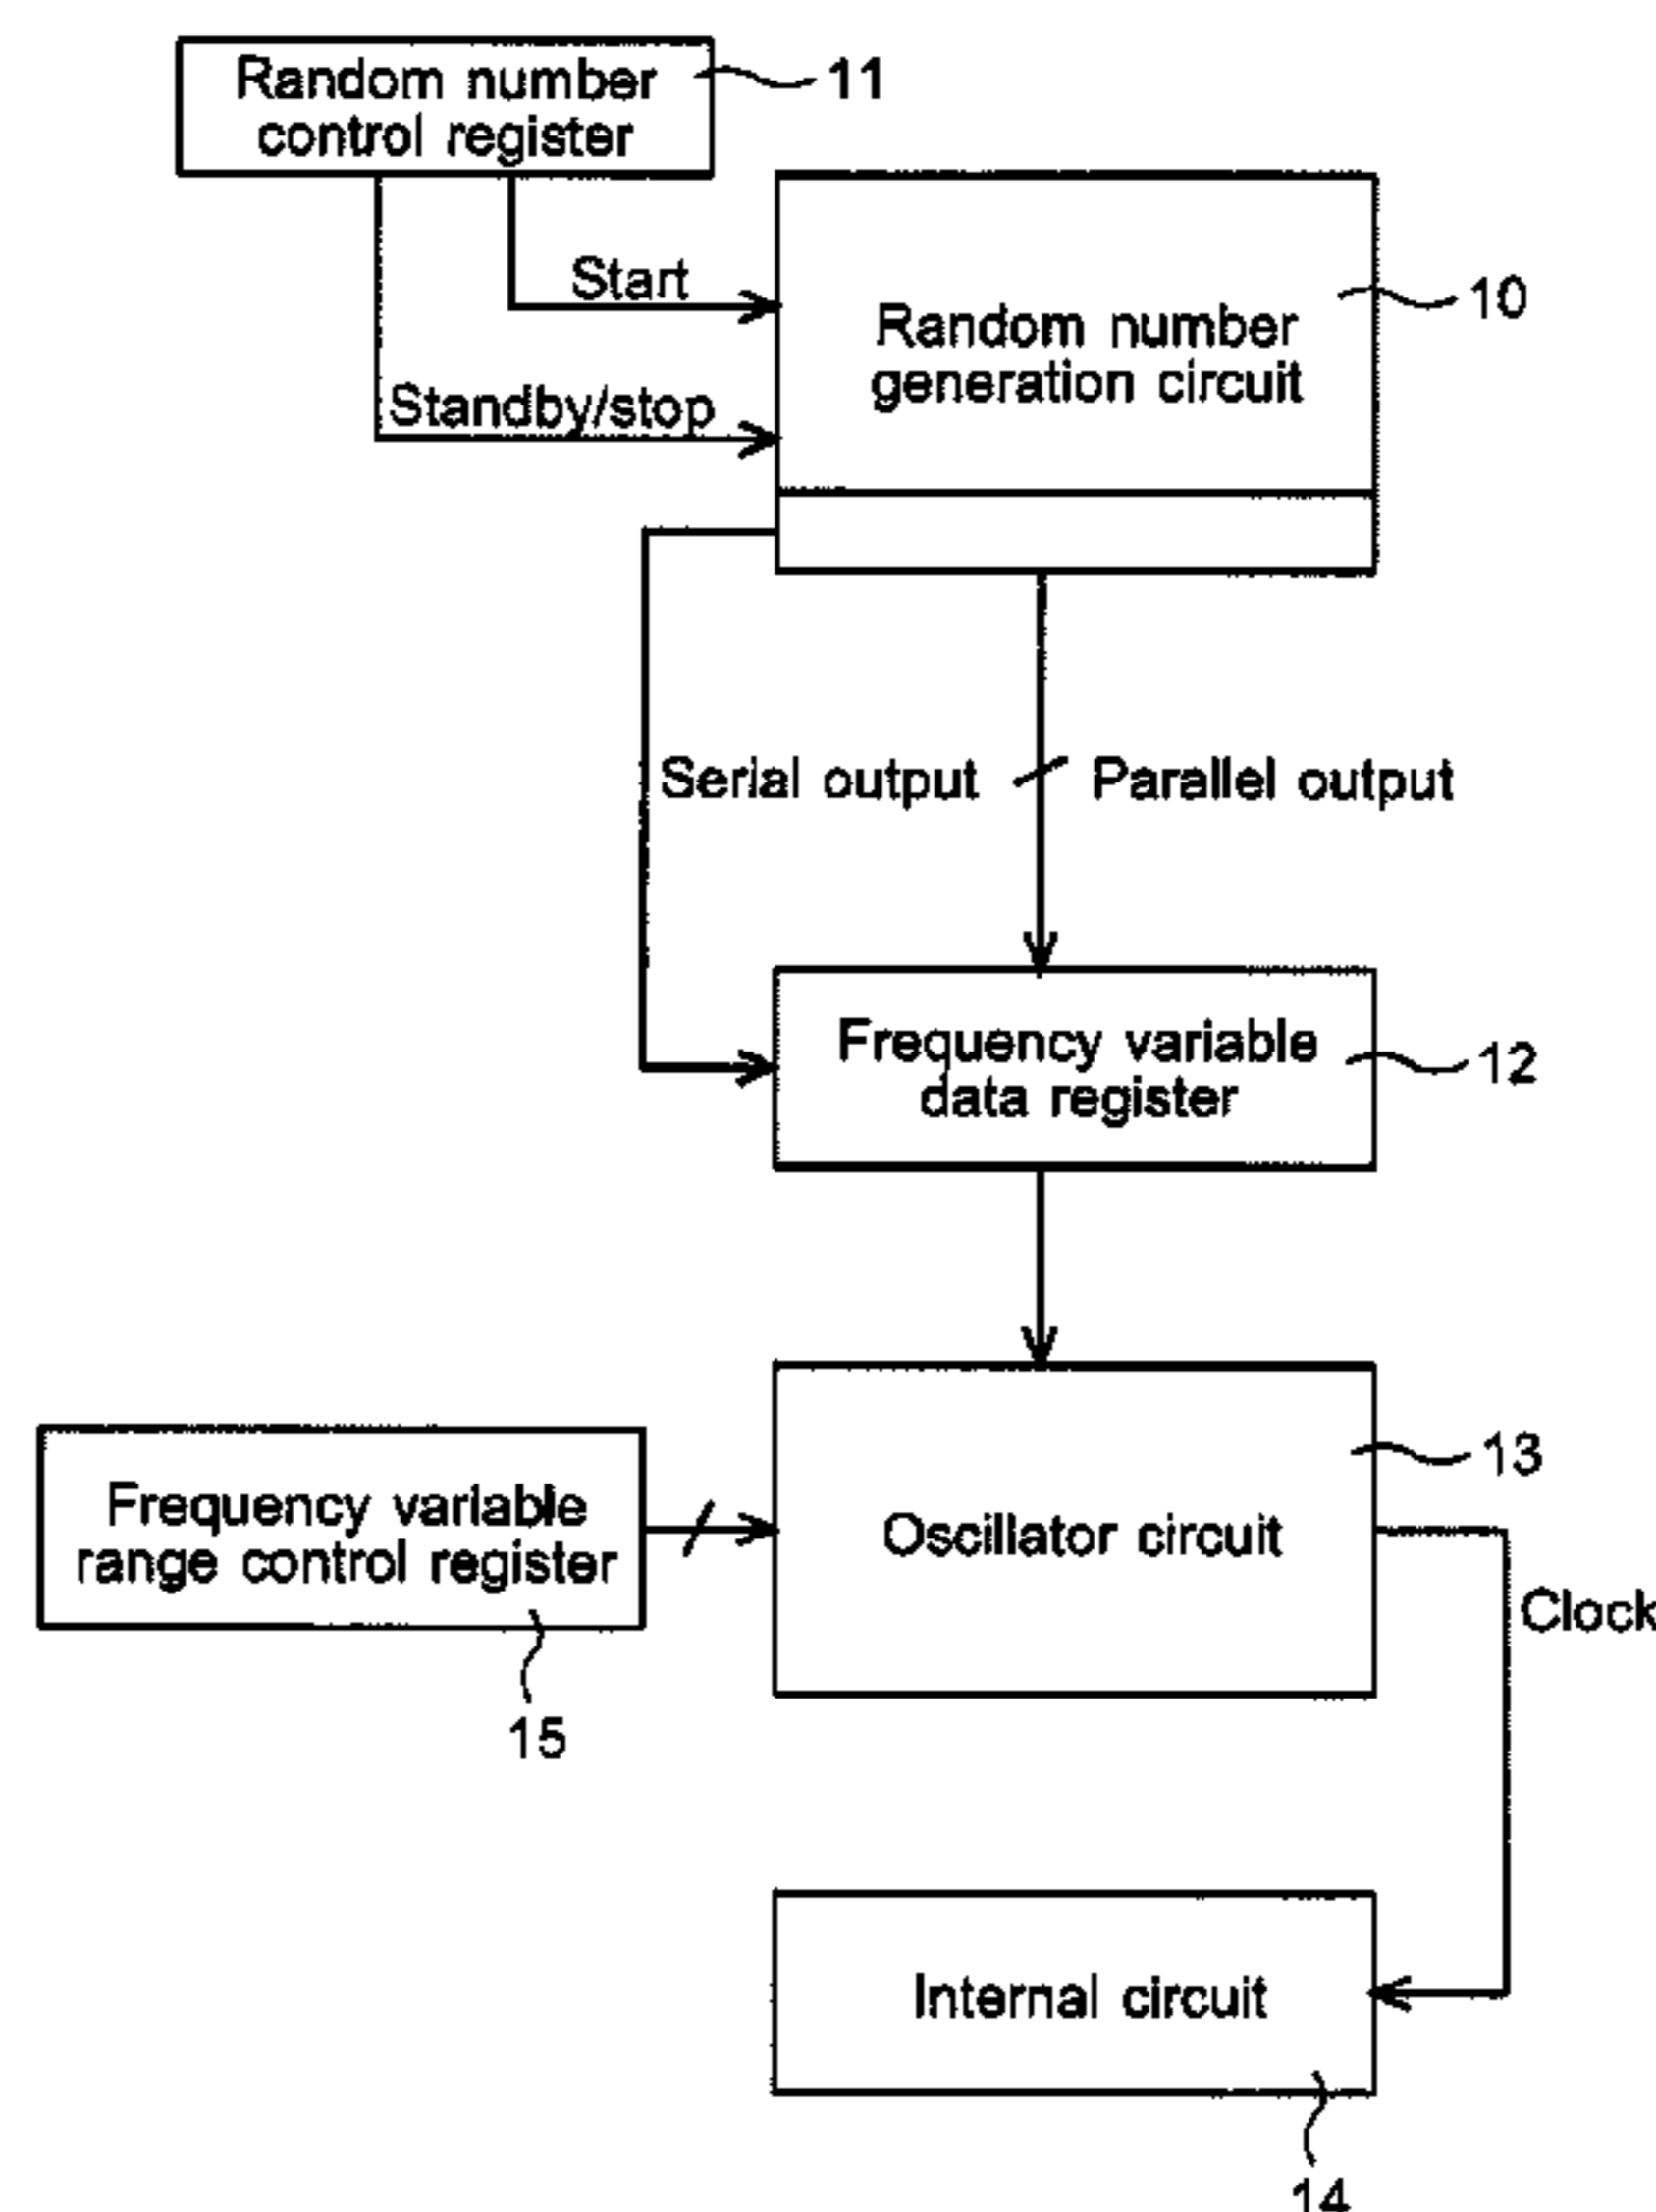 Random number
control register
11
Start
Standby/stop
Random number
generation circuit
10
Serial output
Parallel output
Frequency variable
data register
12
Frequency variable
range control register
15
Oscillator circuit
13
Clock
Internal circuit
14